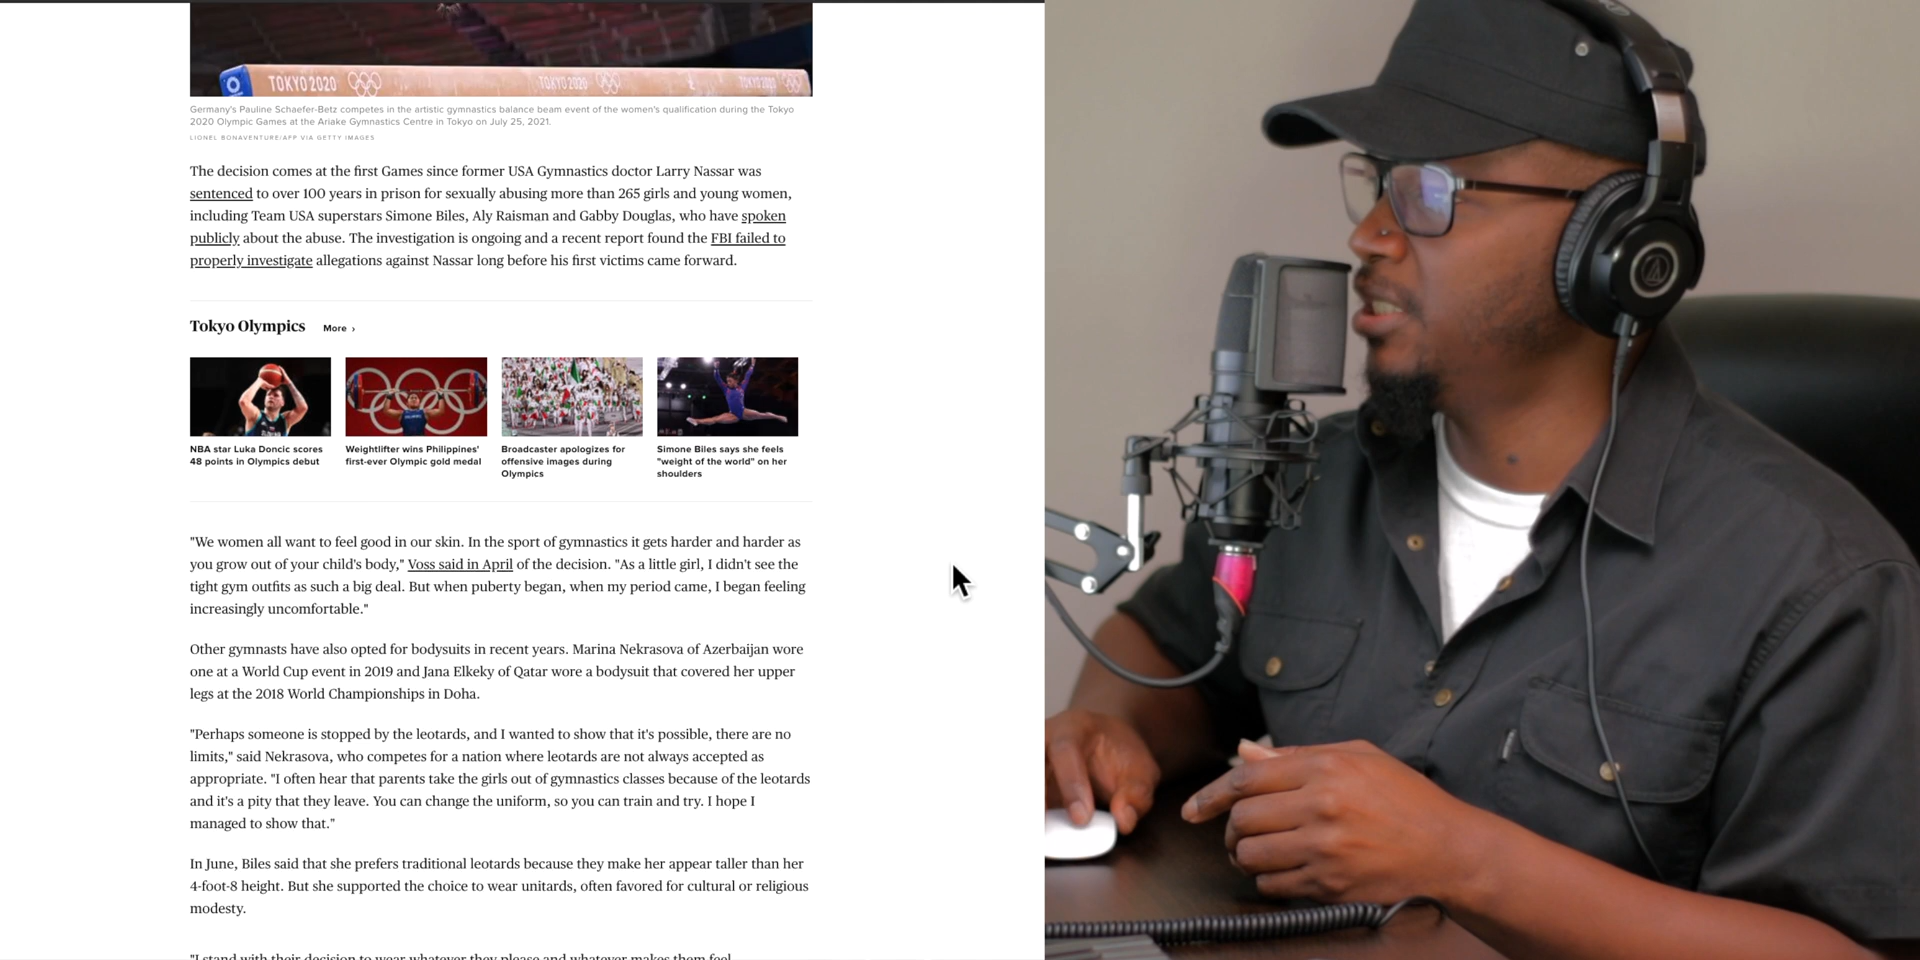 TOKYO 2020 TOKYO 2020 TOKYO 2020
Germany's Pauline Schaefer-Betz competes in the artistic gymnastics balance beam event of the women's qualification during the Tokyo
2020 Olympic Games at the Ariake Gymnastics Centre in Tokyo on July 25, 2021.
LIONEL BONAVENTURE/AFP VIA GETTY IMAGES
The decision comes at the first Games since former USA Gymnastics doctor Larry Nassar was
sentenced to over 100 years in prison for sexually abusing more than 265 girls and young women,
including Team USA superstars Simone Biles, Aly Raisman and Gabby Douglas, who have spoken
publicly about the abuse. The investigation is ongoing and a recent report found the FBI failed to
properly investigate allegations against Nassar long before his first victims came forward.
Tokyo Olympics More ›
NBA star Luka Doncic scores
48 points in Olympics debut
Weightlifter wins Philippines'
first-ever Olympic gold medal
Broadcaster apologizes for
offensive images during
Olympics
Simone Biles says she feels
"weight of the world" on her
shoulders
"We women all want to feel good in our skin. In the sport of gymnastics it gets harder and harder as
you grow out of your child's body," Voss said in April of the decision. "As a little girl, I didn't see the
tight gym outfits as such a big deal. But when puberty began, when my period came, I began feeling
increasingly uncomfortable."
Other gymnasts have also opted for bodysuits in recent years. Marina Nekrasova of Azerbaijan wore
one at a World Cup event in 2019 and Jana Elkeky of Qatar wore a bodysuit that covered her upper
legs at the 2018 World Championships in Doha.
"Perhaps someone is stopped by the leotards, and I wanted to show that it's possible, there are no
limits," said Nekrasova, who competes for a nation where leotards are not always accepted as
appropriate. "I often hear that parents take the girls out of gymnastics classes because of the leotards
and it's a pity that they leave. You can change the uniform, so you can train and try. I hope I
managed to show that."
In June, Biles said that she prefers traditional leotards because they make her appear taller than her
4-foot-8 height. But she supported the choice to wear unitards, often favored for cultural or religious
modesty.
"I stand with their decision to wear whatever they please and whatever makes them feel